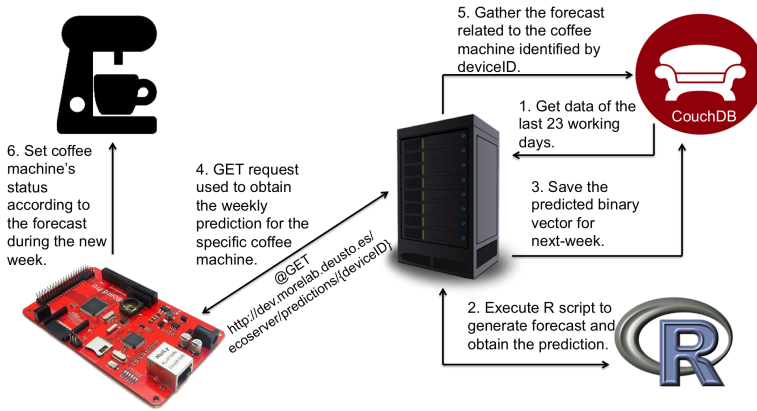 5. Gather the forecast
related to the coffee
machine identified by
deviceID.
CouchDB
1. Get data of the
last 23 working
days.
6. Set coffee
machine's
status
according to
the forecast
during the new
week.
4. GET request
used to obtain
the weekly
prediction for the
specific coffee
machine.
3. Save the
predicted binary
vector for
next-week.
@GET
http://dev.morelab.deusto.es/
ecoserver/predictions/{deviceID}
2. Execute R script to
generate forecast and
obtain the prediction.
R